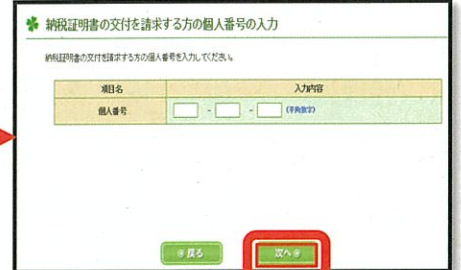 納税証明書の交付を請求する方の個人番号の入力
納税証明書の交付を請求する方の個人番号を入力してください。
項目名 入力内容
個人番号 - - (半角数字)
戻る 次へ